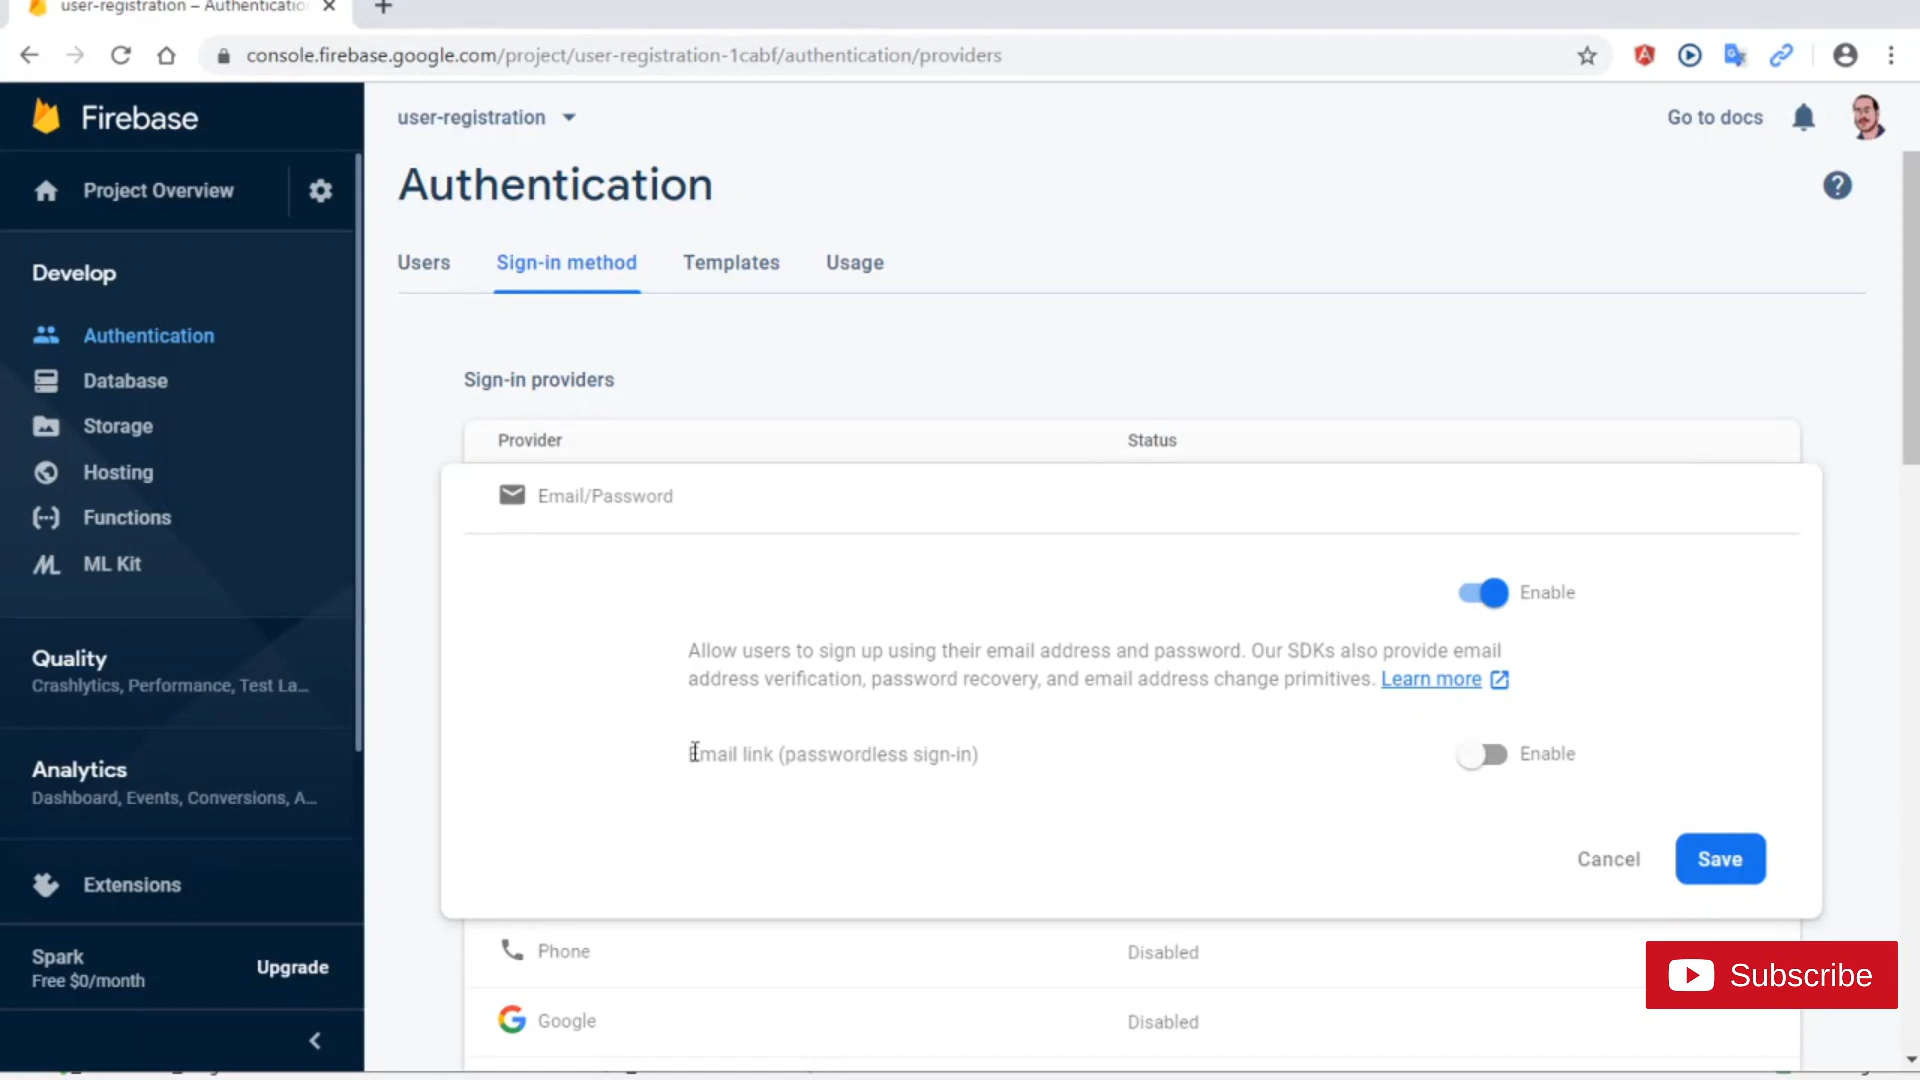 user-registration – Authenticatio
console.firebase.google.com/project/user-registration-1cabf/authentication/providers
Firebase
user-registration
Go to docs
Project Overview
Authentication
Users
Sign-in method
Templates
Usage
Develop
Authentication
Database
Storage
Hosting
Functions
ML Kit
Quality
Crashlytics, Performance, Test La...
Analytics
Dashboard, Events, Conversions, A...
Extensions
Spark
Free $0/month
Upgrade
Sign-in providers
Provider
Status
Email/Password
Enable
Allow users to sign up using their email address and password. Our SDKs also provide email
address verification, password recovery, and email address change primitives. Learn more
Email link (passwordless sign-in)
Enable
Cancel
Save
Phone
Disabled
Google
Disabled
Subscribe